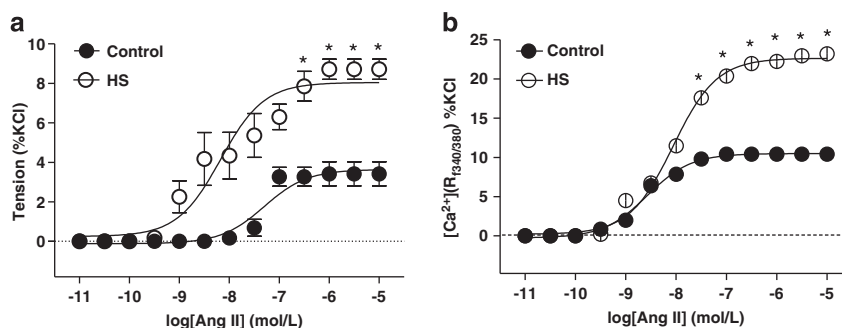 a
Control
HS
* * * *
Tension (%KCl)
10
8
6
4
2
0
-11 -10 -9 -8 -7 -6 -5
log[Ang II] (mol/L)
b
Control
HS
* * * * * *
[Ca²⁺](Rf340/380) %KCl
25
20
15
10
5
0
-11 -10 -9 -8 -7 -6 -5
log[Ang II] (mol/L)